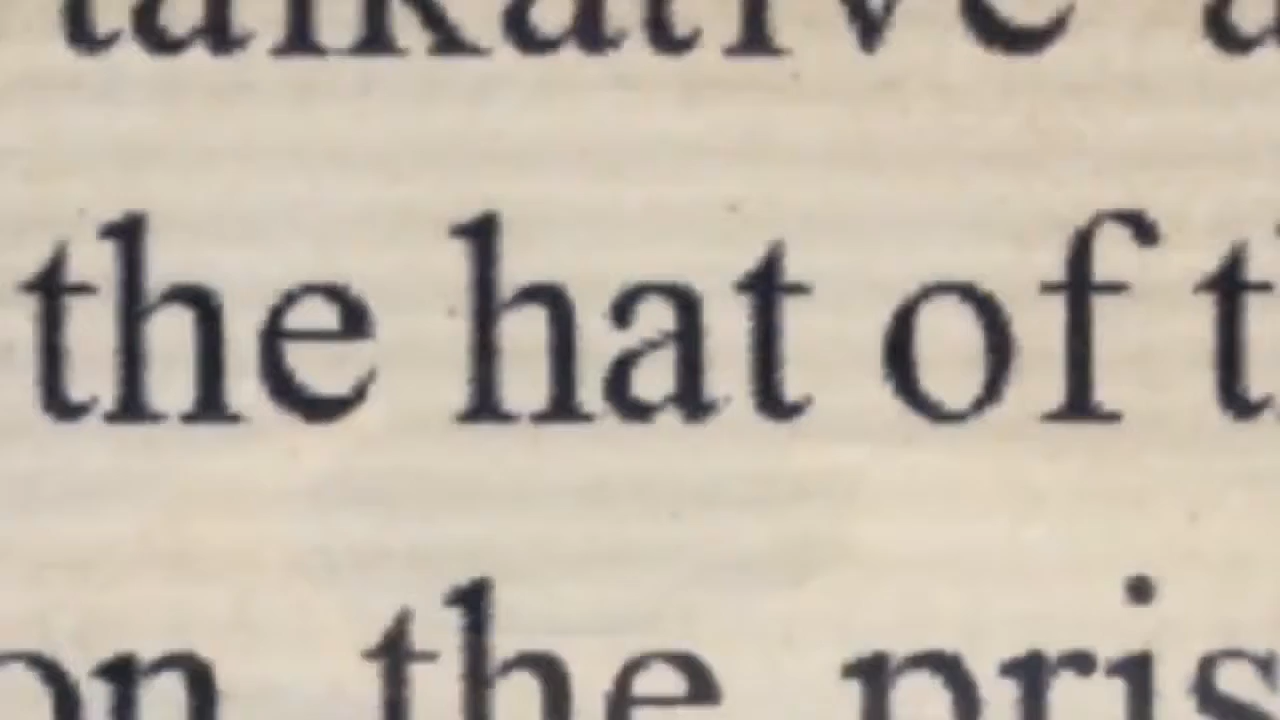 talkative
the hat of
on the